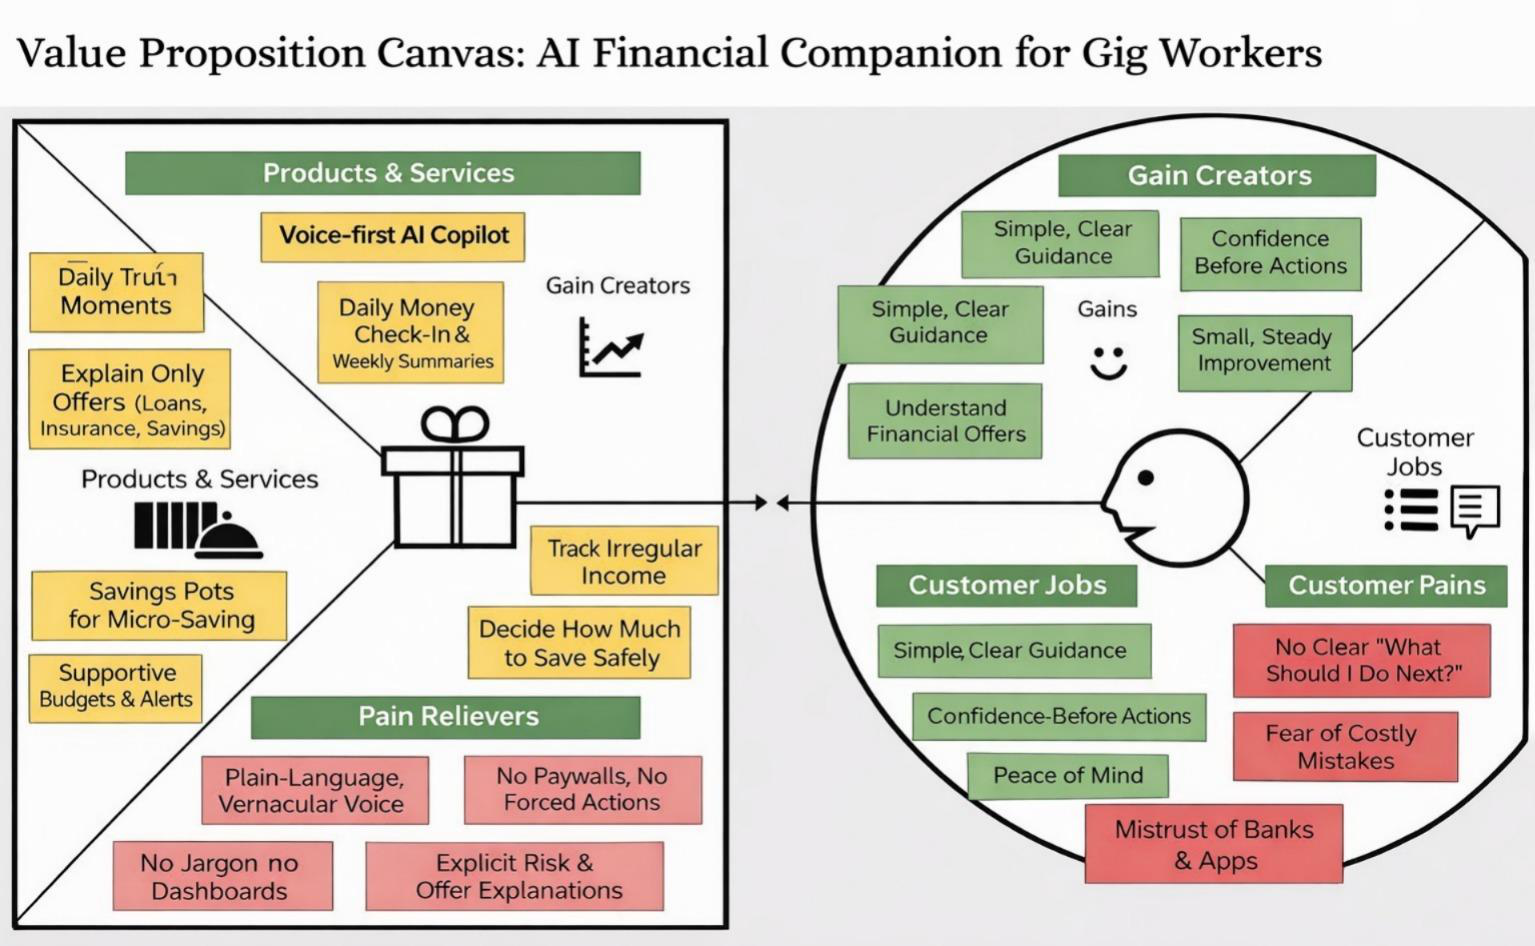 Value Proposition Canvas: AI Financial Companion for Gig Workers
Products & Services
Voice-first AI Copilot
Daily
Moments
Daily Money
Check-In &
Weekly Summaries
Gain Creators
Explain Only
Offers (Loans,
Insurance, Savings)
Products & Services
Savings Pots
for Micro-Saving
Supportive
Budgets & Alerts
Track Irregular
Income
Decide How Much
to Save Safely
Pain Relievers
Plain-Language,
Vernacular Voice
No Paywalls, No
Forced Actions
No Jargon no
Dashboards
Explicit Risk &
Offer Explanations
Gain Creators
Simple, Clear
Guidance
Confidence
Before Actions
Simple, Clear
Guidance
Gains
Small, Steady
Improvement
Understand
Financial Offers
Customer
Jobs
Customer Jobs
Simple, Clear Guidance
Confidence-Before Actions
Peace of Mind
Customer Pains
No Clear "What
Should I Do Next?"
Fear of Costly
Mistakes
Mistrust of Banks
& Apps